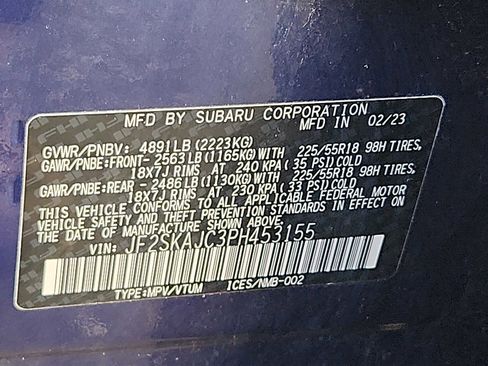 MFD BY SUBARU CORPORATION
MFD IN 02/23
GVWR/PNBV: 4891LB(2223KG)
GAWR/PNBE:FRONT-2563LB(1165KG)WITH 225/55R18 98H TIRES,
18X7J RIMS AT 240 KPA (35 PSI)COLD
GAWR/PNBE:REAR -2486LB(1130KG)WITH 225/55R18 98H TIRES,
18X7J RIMS AT 230 KPA (33 PSI)COLD
THIS VEHICLE CONFORMS TO ALL APPLICABLE FEDERAL MOTOR
VEHICLE SAFETY AND BUMPER STANDARDS IN EFFECT ON
THE DATE OF MANUFACTURE SHOWN ABOVE.
VIN: JF2SKAJC3PH453155
TYPE:MPV/VTUM ICES/NMB-002